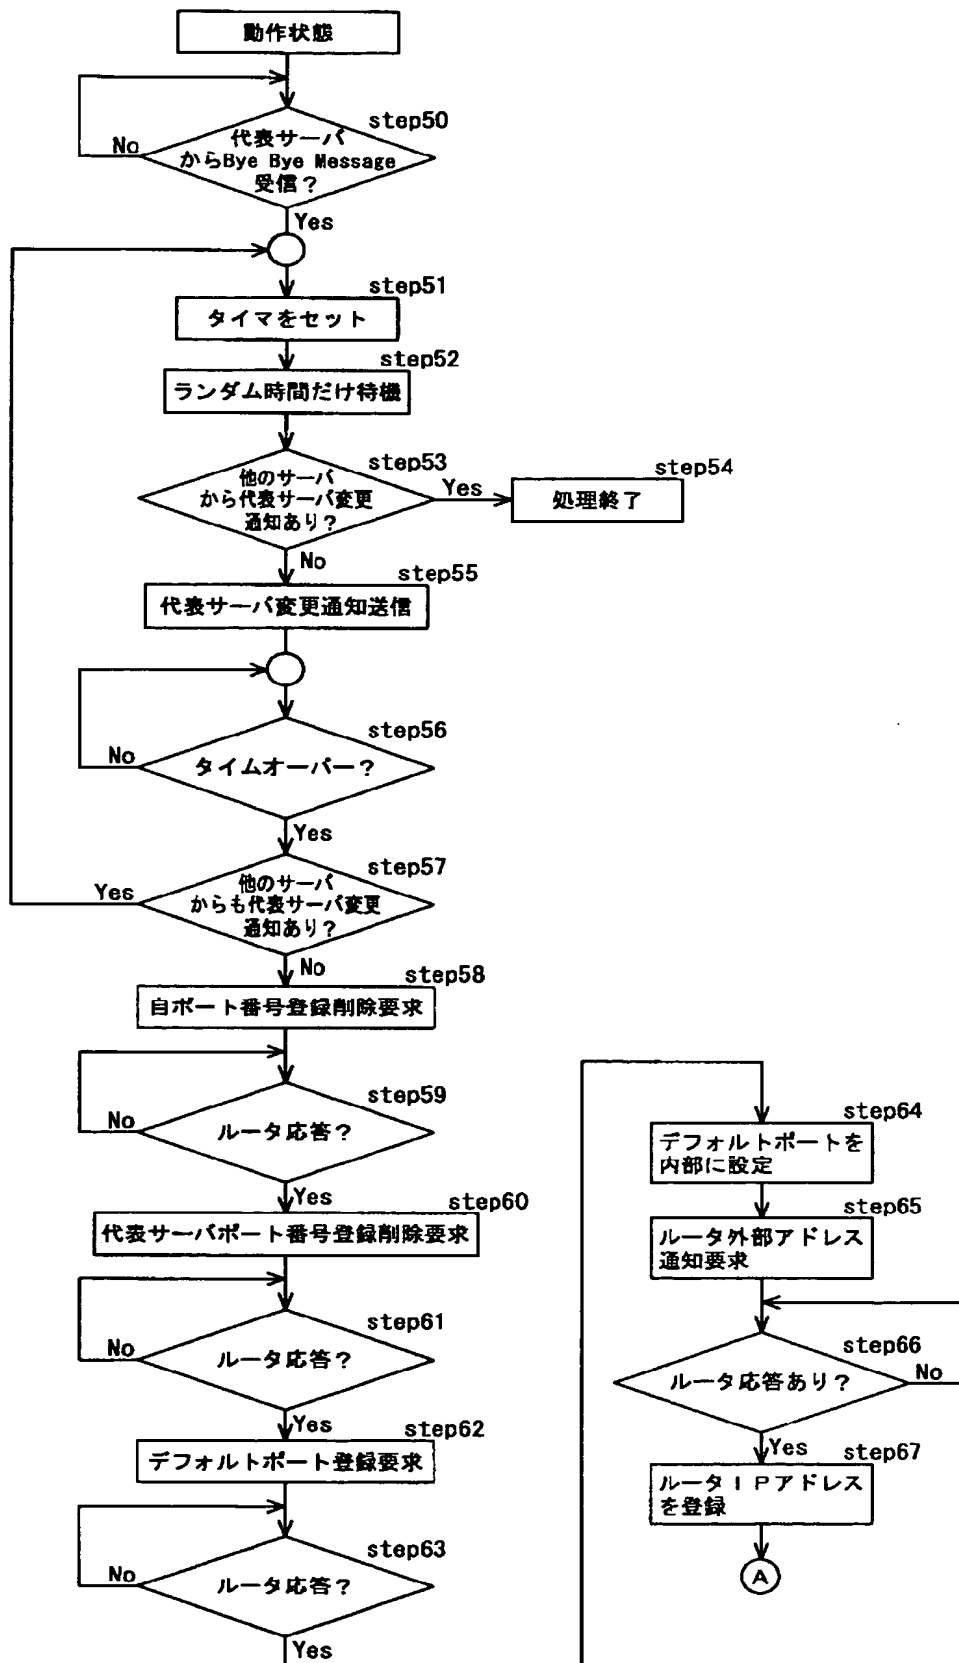 動作状態
step50
代表サーバ
からBye Bye Message
受信？
No
Yes
step51
タイマをセット
step52
ランダム時間だけ待機
step53
他のサーバ
から代表サーバ変更
通知あり？
Yes
step54
処理終了
No
step55
代表サーバ変更通知送信
step56
タイムオーバー？
No
Yes
step57
他のサーバ
からも代表サーバ変更
通知あり？
Yes
No
step58
自ポート番号登録削除要求
step59
ルータ応答？
No
Yes
step60
代表サーバポート番号登録削除要求
step61
ルータ応答？
No
Yes
step62
デフォルトポート登録要求
step63
ルータ応答？
No
Yes
step64
デフォルトポートを
内部に設定
step65
ルータ外部アドレス
通知要求
step66
ルータ応答あり？
No
Yes
step67
ルータＩＰアドレス
を登録
A